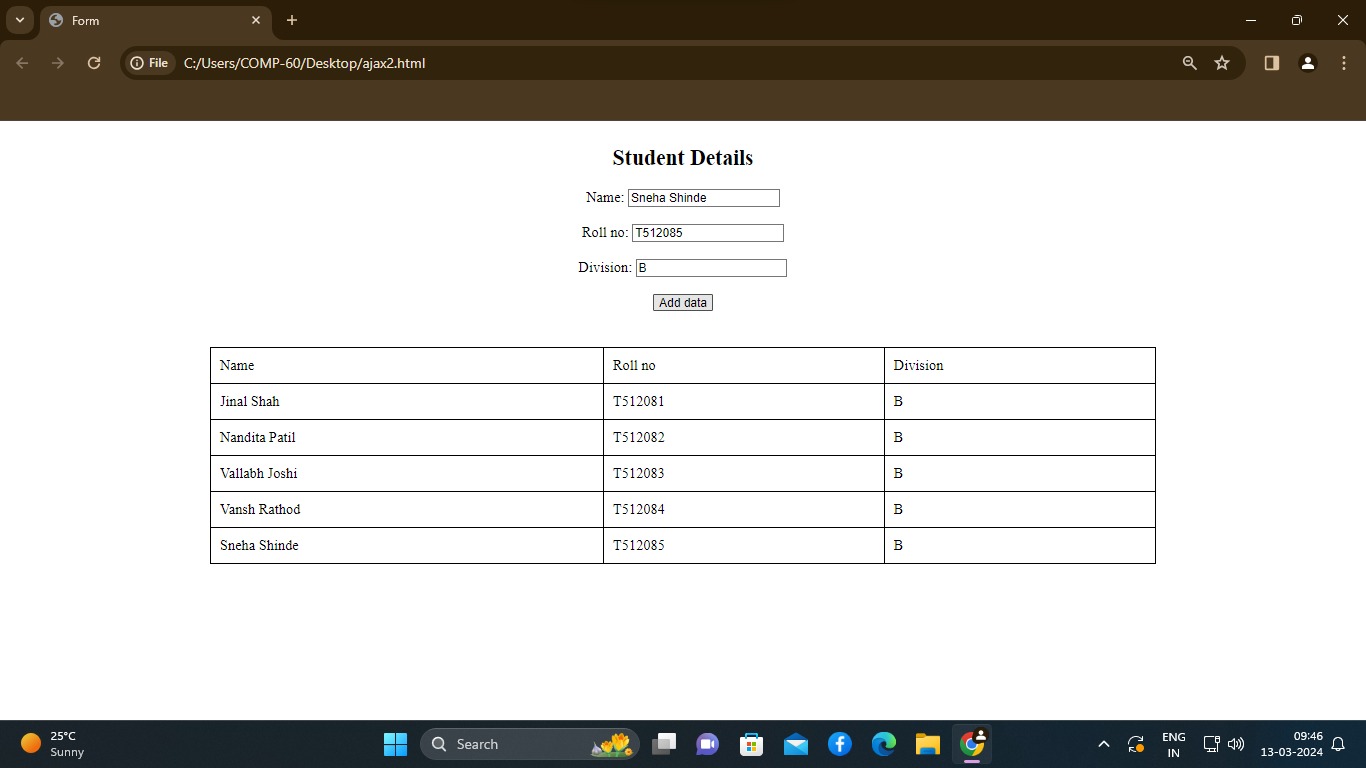 Form
File C:/Users/COMP-60/Desktop/ajax2.html
Student Details
Name: Sneha Shinde
Roll no: T512085
Division: B
Add data
Name Roll no Division
Jinal Shah T512081 B
Nandita Patil T512082 B
Vallabh Joshi T512083 B
Vansh Rathod T512084 B
Sneha Shinde T512085 B
25°C
Sunny
Search
ENG
IN
09:46
13-03-2024